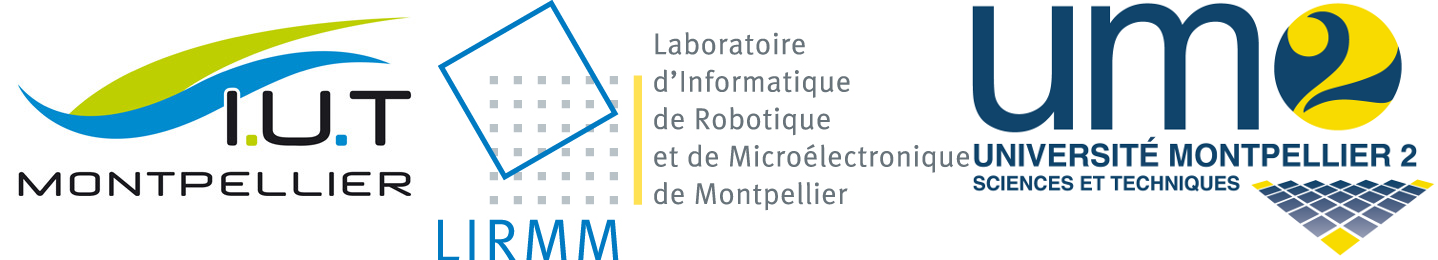 I.U.T
MONTPELLIER
LIRMM
Laboratoire
d'Informatique
de Robotique
et de Microélectronique
de Montpellier
um2
UNIVERSITÉ MONTPELLIER 2
SCIENCES ET TECHNIQUES